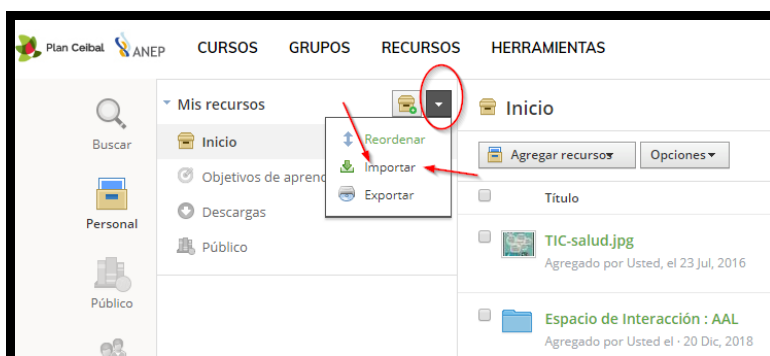 Plan Ceibal ANEP CURSOS GRUPOS RECURSOS HERRAMIENTAS
Buscar
Personal
Público
Mis recursos
Inicio
Objetivos de aprend
Descargas
Público
Reordenar
Importar
Exportar
Inicio
Agregar recursos Opciones
Título
TIC-salud.jpg
Agregado por Usted, el 23 Jul, 2016
Espacio de Interacción : AAL
Agregado por Usted el · 20 Dic, 2018